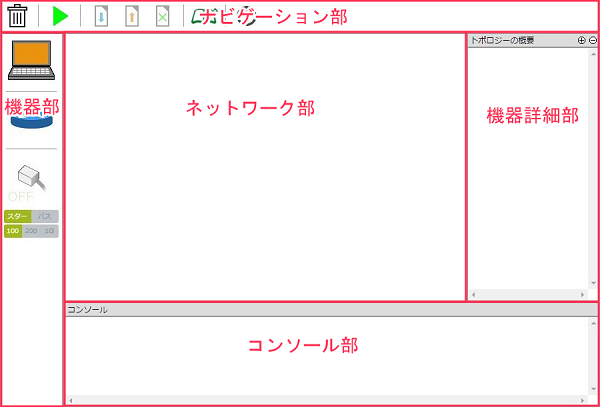 ナビゲーション部
トポロジーの概要
機器部
ネットワーク部
機器詳細部
OFF
スター バス
100 200 1G
コンソール
コンソール部